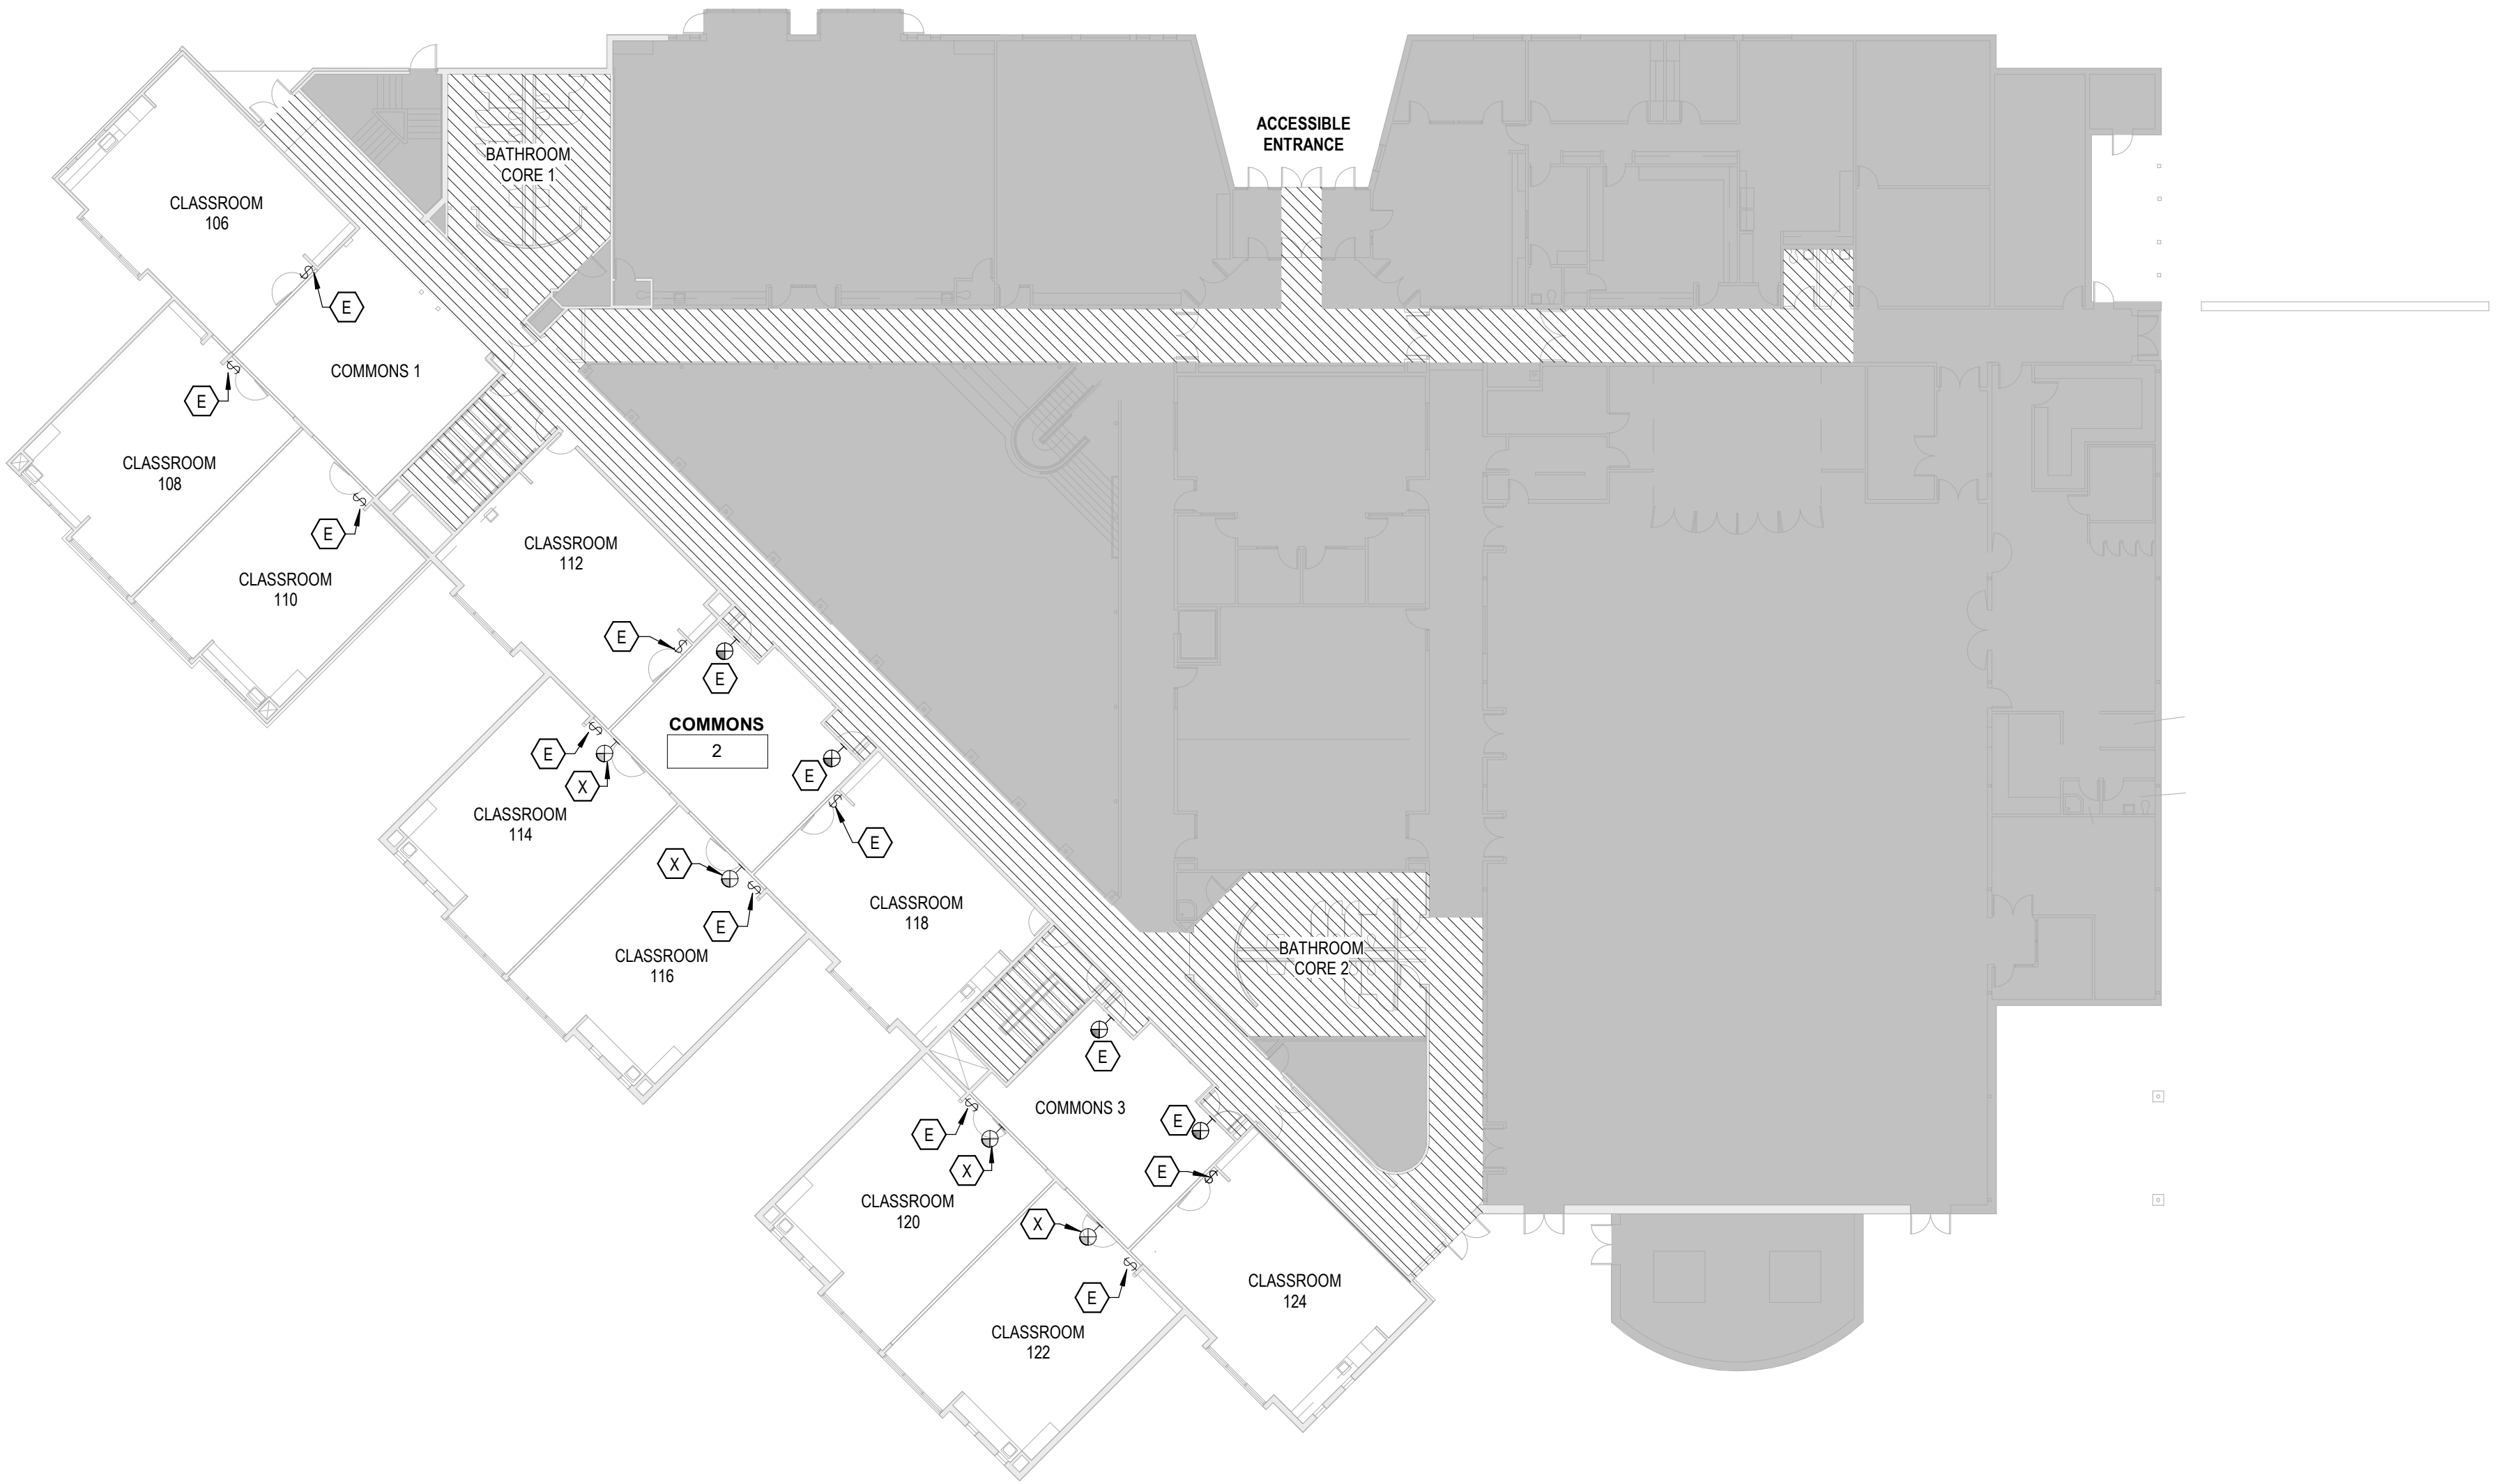 ACCESSIBLE
ENTRANCE
BATHROOM
CORE 1
CLASSROOM
106
E
COMMONS 1
E
CLASSROOM
108
E
CLASSROOM
110
CLASSROOM
112
E
E
COMMONS
2
E
X
E
CLASSROOM
114
E
X
CLASSROOM
118
E
CLASSROOM
116
BATHROOM
CORE 2
E
COMMONS 3
E
E
X
E
CLASSROOM
120
X
E
CLASSROOM
124
CLASSROOM
122
$
$
$
$
$
$
$
$
$
$